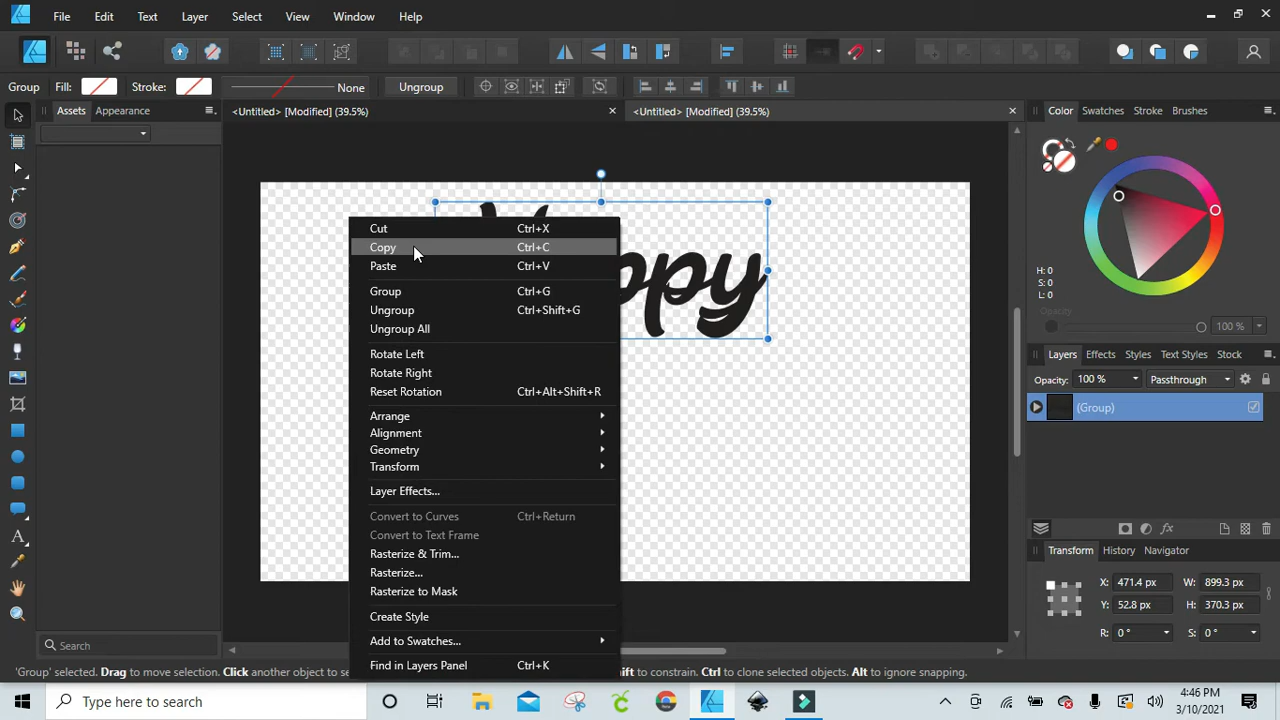 File Edit Text Layer Select View Window Help
Group Fill: Stroke: None Ungroup
Assets Appearance
<Untitled> [Modified] (39.5%)
<Untitled> [Modified] (39.5%)
Color Swatches Stroke Brushes
H: 0
S: 0
L: 0
Opacity
100 %
Cut Ctrl+X
Copy Ctrl+C
Paste Ctrl+V
Group Ctrl+G
Ungroup Ctrl+Shift+G
Ungroup All
Rotate Left
Rotate Right
Reset Rotation Ctrl+Alt+Shift+R
Arrange
Alignment
Geometry
Transform
Layer Effects...
Convert to Curves Ctrl+Return
Convert to Text Frame
Rasterize & Trim...
Rasterize...
Rasterize to Mask
Create Style
Add to Swatches...
Find in Layers Panel Ctrl+K
Layers Effects Styles Text Styles Stock
Opacity: 100 % Passthrough
(Group)
fx
Transform History Navigator
X: 471.4 px W: 899.3 px
Y: 52.8 px H: 370.3 px
R: 0 ° S: 0 °
Search
'Group' selected. Drag to move selection. Click another object to se
hift to constrain. Ctrl to clone selected objects. Alt to ignore snapping.
Type here to search
4:46 PM
3/10/2021